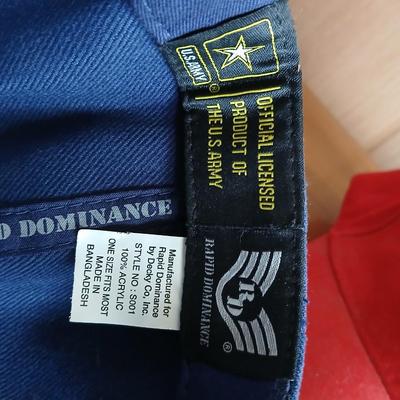 U.S.ARMY
®
OFFICIAL LICENSED
PRODUCT OF
THE U.S.ARMY
RAPID DOMINANCE
RD
®
D DOMINANCE
Manufactured for
Rapid Dominance
by Decky Co, Inc.
STYLE NO : S001
100% ACRYLIC
ONE SIZE FITS MOST
MADE IN
BANGLADESH